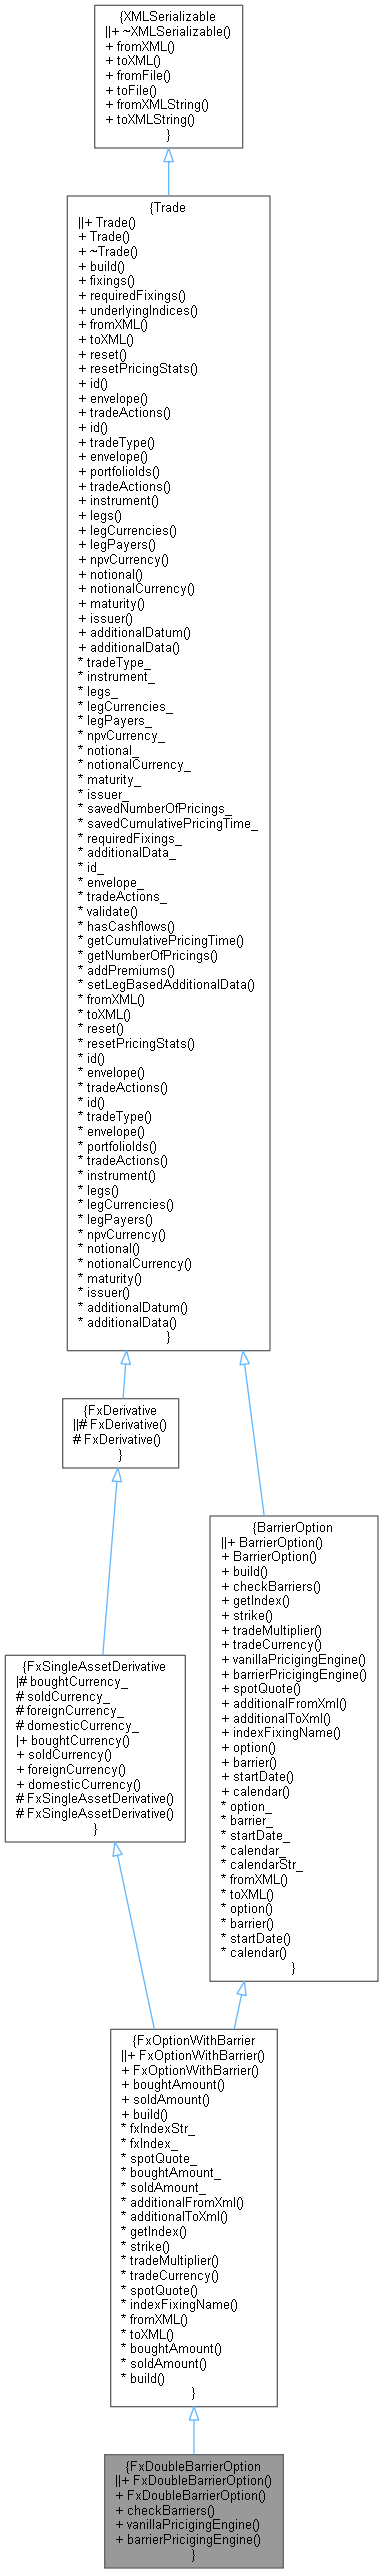 {XMLSerializable
||+ ~XMLSerializable()
+ fromXML()
+ toXML()
+ fromFile()
+ toFile()
+ fromXMLString()
+ toXMLString()
}
{Trade
||+ Trade()
+ Trade()
+ ~Trade()
+ build()
+ fixings()
+ requiredFixings()
+ underlyingIndices()
+ fromXML()
+ toXML()
+ reset()
+ resetPricingStats()
+ id()
+ envelope()
+ tradeActions()
+ id()
+ tradeType()
+ envelope()
+ portfolioIds()
+ tradeActions()
+ instrument()
+ legs()
+ legCurrencies()
+ legPayers()
+ npvCurrency()
+ notional()
+ notionalCurrency()
+ maturity()
+ issuer()
+ additionalDatum()
+ additionalData()
* tradeType_
* instrument_
* legs_
* legCurrencies_
* legPayers_
* npvCurrency_
* notional_
* notionalCurrency_
* maturity_
* issuer_
* savedNumberOfPricings_
* savedCumulativePricingTime_
* requiredFixings_
* additionalData_
* id_
* envelope_
* tradeActions_
* validate()
* hasCashflows()
* getCumulativePricingTime()
* getNumberOfPricings()
* addPremiums()
* setLegBasedAdditionalData()
* fromXML()
* toXML()
* reset()
* resetPricingStats()
* id()
* envelope()
* tradeActions()
* id()
* tradeType()
* envelope()
* portfolioIds()
* tradeActions()
* instrument()
* legs()
* legCurrencies()
* legPayers()
* npvCurrency()
* notional()
* notionalCurrency()
* maturity()
* issuer()
* additionalDatum()
* additionalData()
}
{FxDerivative
||# FxDerivative()
# FxDerivative()
}
{BarrierOption
||+ BarrierOption()
+ BarrierOption()
+ build()
+ checkBarriers()
+ getIndex()
+ strike()
+ tradeMultiplier()
+ tradeCurrency()
+ vanillaPricigingEngine()
+ barrierPricigingEngine()
+ spotQuote()
+ additionalFromXml()
+ additionalToXml()
+ indexFixingName()
+ option()
+ barrier()
+ startDate()
+ calendar()
* option_
* barrier_
* startDate_
* calendar_
* calendarStr_
* fromXML()
* toXML()
* option()
* barrier()
* startDate()
* calendar()
}
{FxSingleAssetDerivative
|# boughtCurrency_
# soldCurrency_
# foreignCurrency_
# domesticCurrency_
|+ boughtCurrency()
+ soldCurrency()
+ foreignCurrency()
+ domesticCurrency()
# FxSingleAssetDerivative()
# FxSingleAssetDerivative()
}
{FxOptionWithBarrier
||+ FxOptionWithBarrier()
+ FxOptionWithBarrier()
+ boughtAmount()
+ soldAmount()
+ build()
* fxIndexStr_
* fxIndex_
* spotQuote_
* boughtAmount_
* soldAmount_
* additionalFromXml()
* additionalToXml()
* getIndex()
* strike()
* tradeMultiplier()
* tradeCurrency()
* spotQuote()
* indexFixingName()
* fromXML()
* toXML()
* boughtAmount()
* soldAmount()
* build()
}
{FxDoubleBarrierOption
||+ FxDoubleBarrierOption()
+ FxDoubleBarrierOption()
+ checkBarriers()
+ vanillaPricigingEngine()
+ barrierPricigingEngine()
}